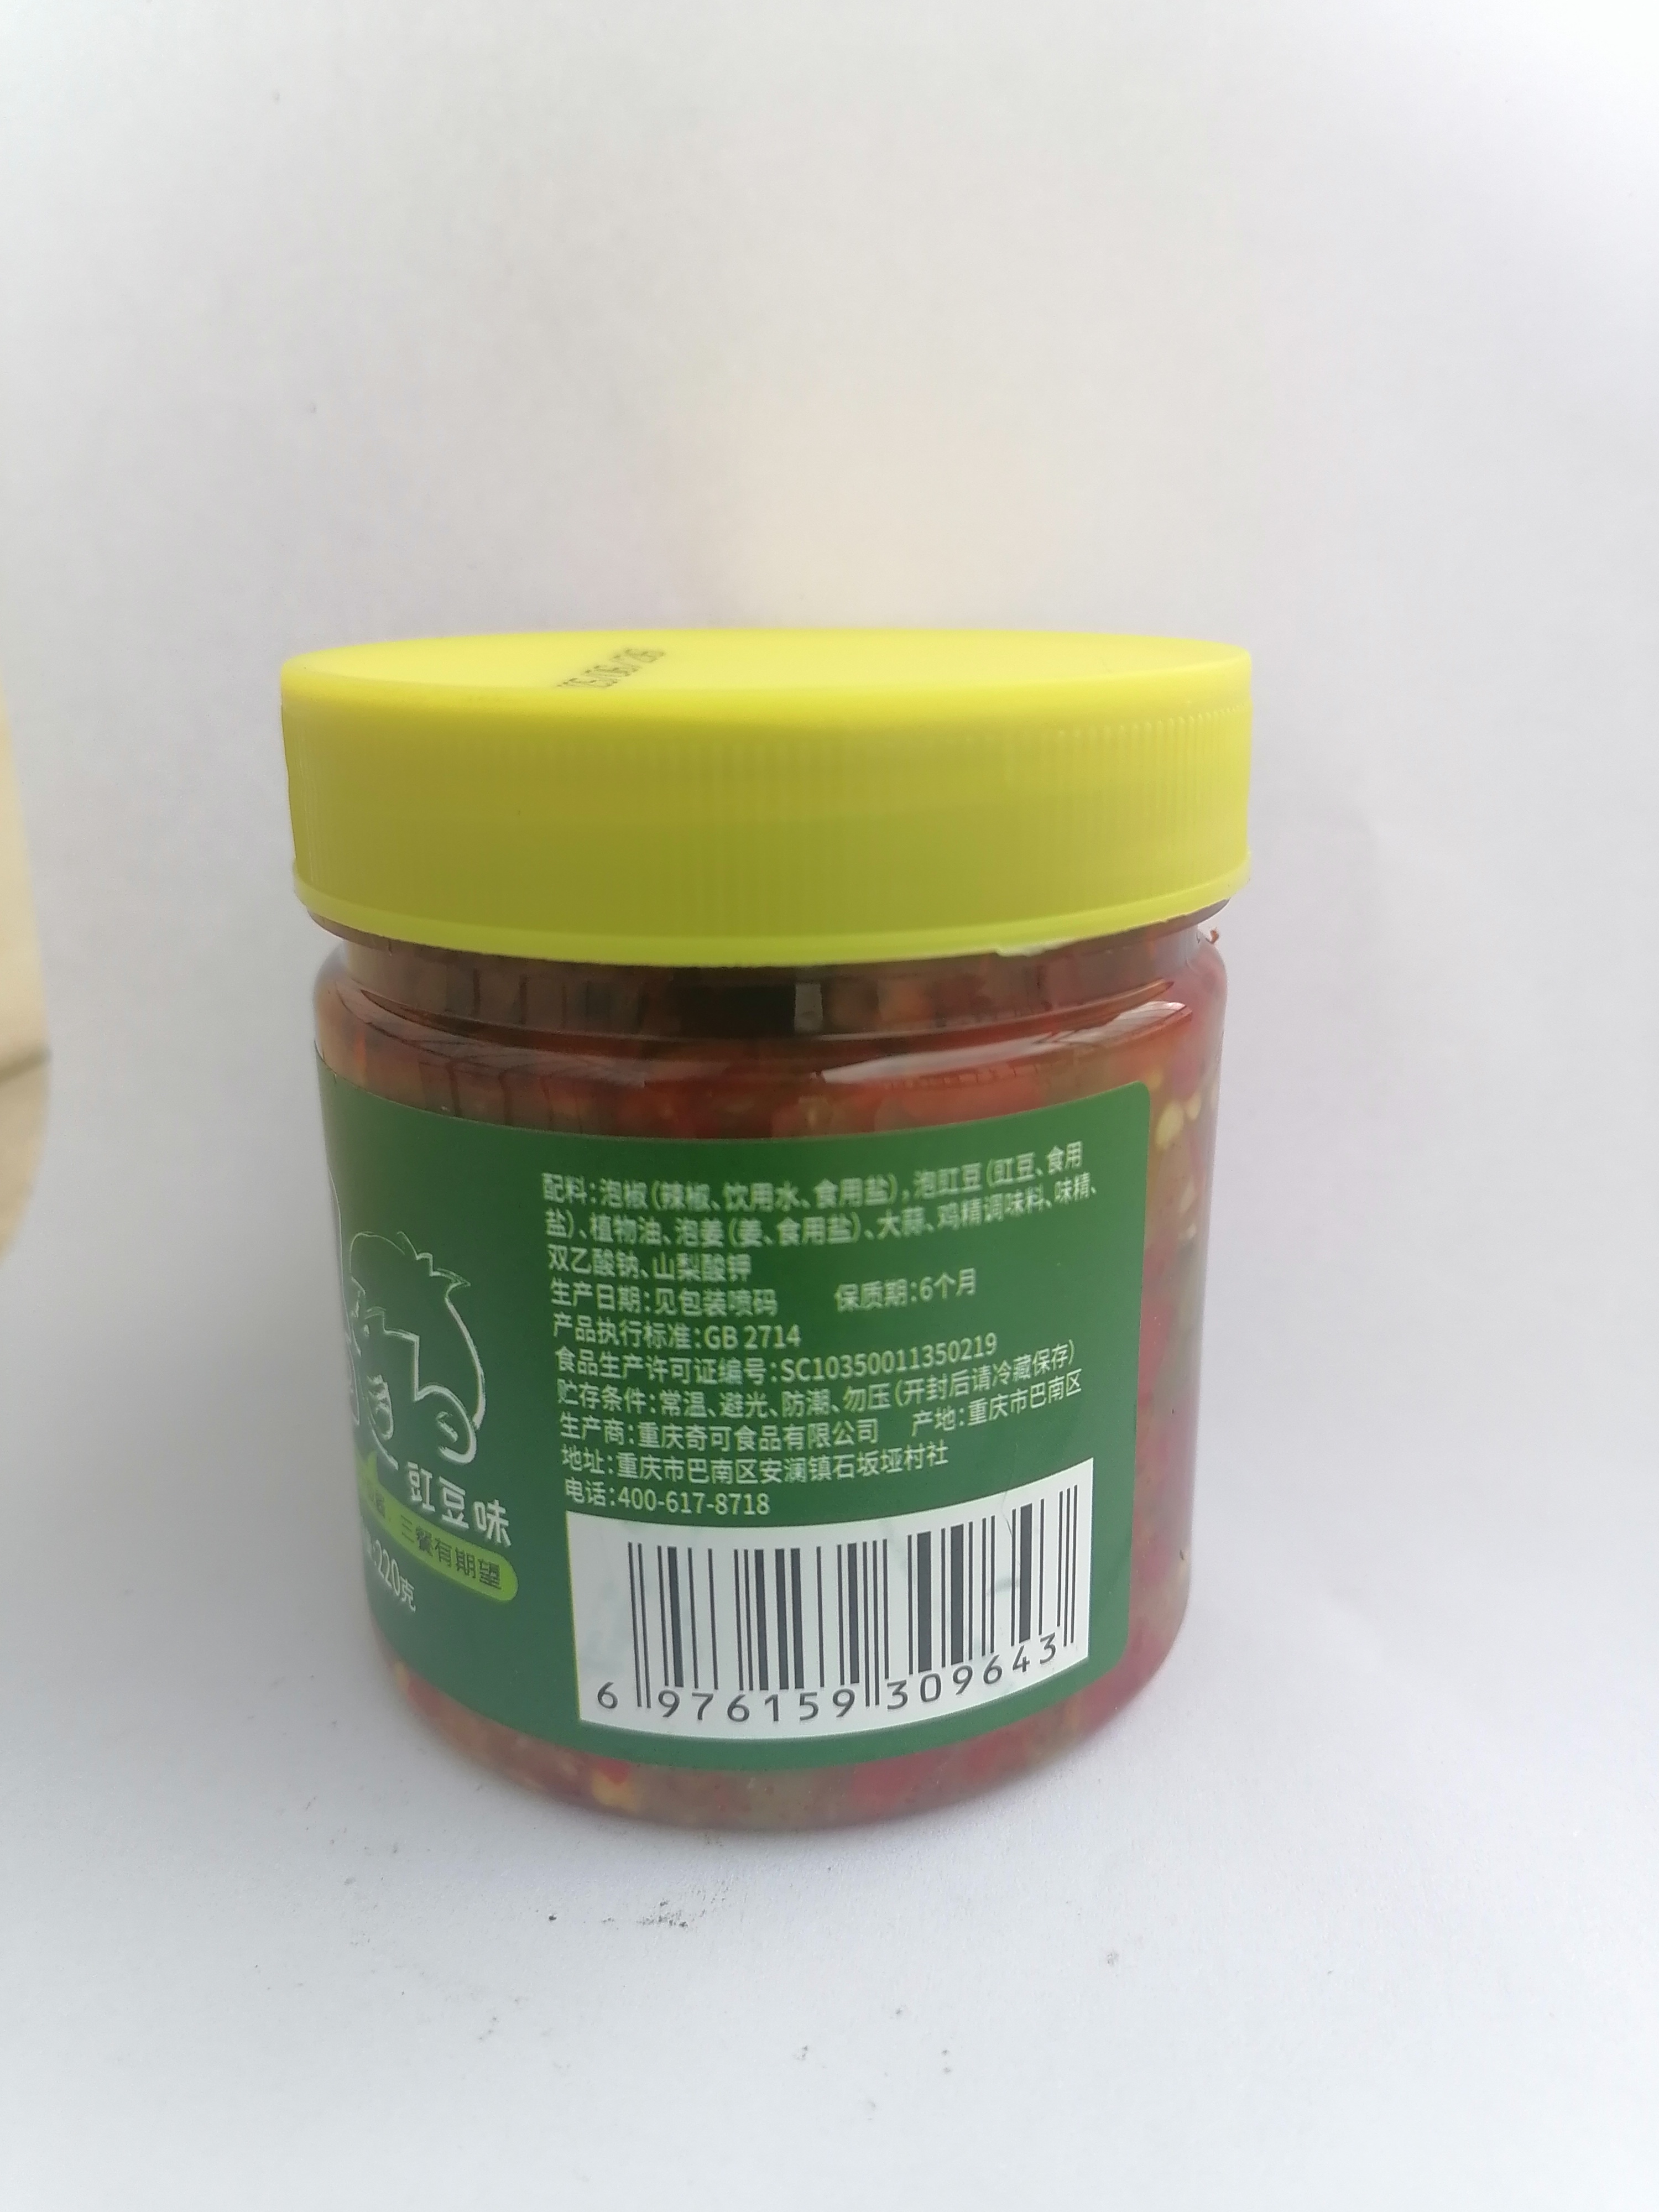 配料:泡椒(辣椒、饮用水、食用盐),泡豇豆(豇豆、食用
盐)、植物油、泡姜(姜、食用盐)、大蒜、鸡精调味料、味精、
双乙酸钠、山梨酸钾
生产日期:见包装喷码 保质期:6个月
产品执行标准:GB 2714
食品生产许可证编号:SC10350011350219
贮存条件:常温、避光、防潮、勿压(开封后请冷藏保存)
生产商:重庆奇可食品有限公司 产地:重庆市巴南区
地址:重庆市巴南区安澜镇石坂垭村社
电话:400-617-8718
6 976159 309643
豇豆味
三餐有期望
220克